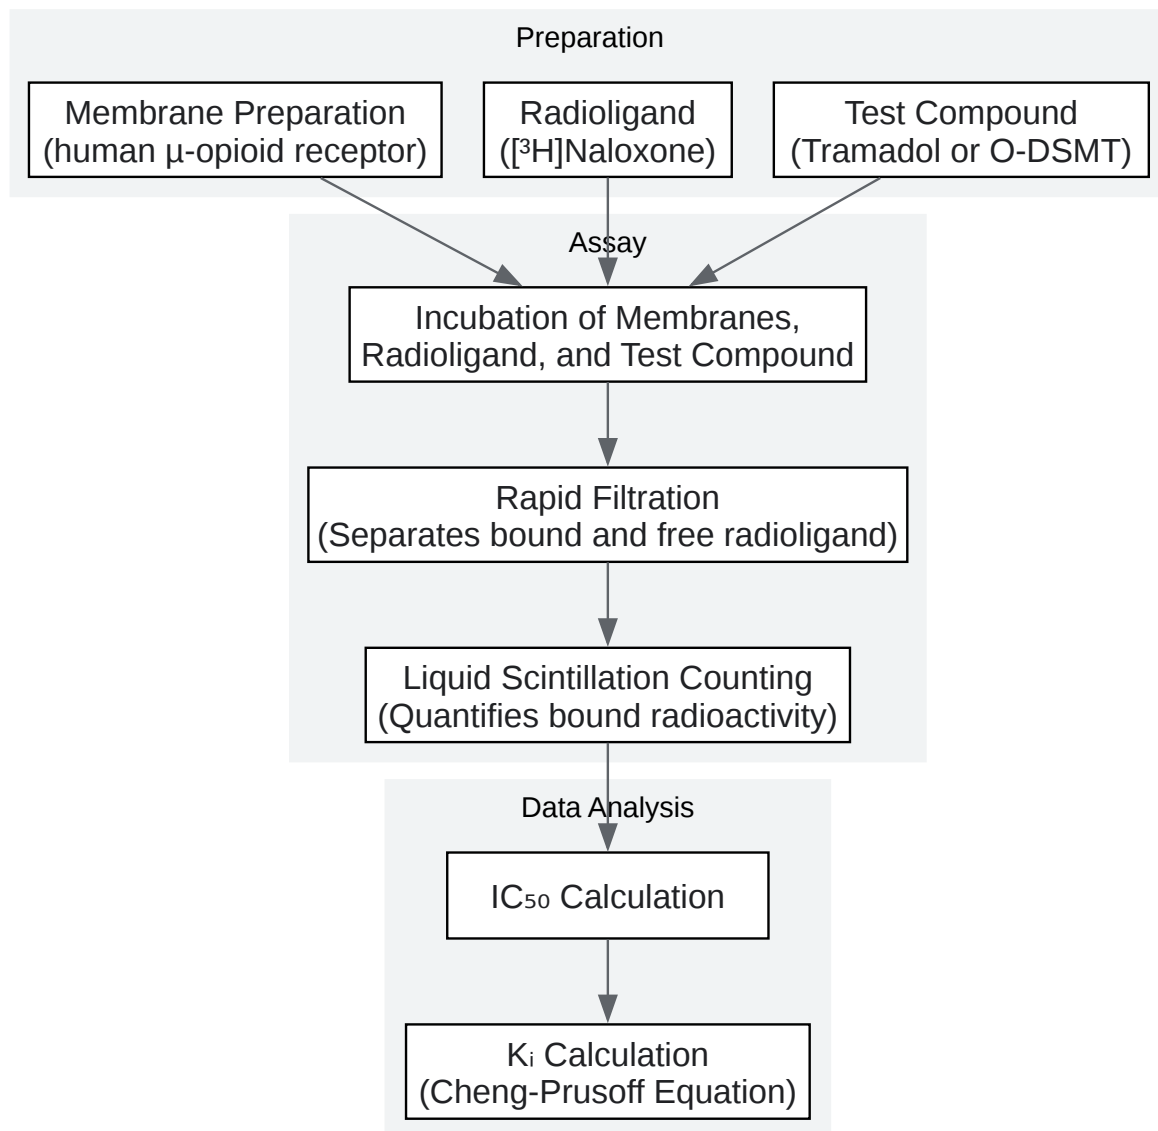 Preparation
Membrane Preparation
(human µ-opioid receptor)
Radioligand
([³H]Naloxone)
Test Compound
(Tramadol or O-DSMT)
Assay
Incubation of Membranes,
Radioligand, and Test Compound
Rapid Filtration
(Separates bound and free radioligand)
Liquid Scintillation Counting
(Quantifies bound radioactivity)
Data Analysis
IC₅₀ Calculation
Kᵢ Calculation
(Cheng-Prusoff Equation)